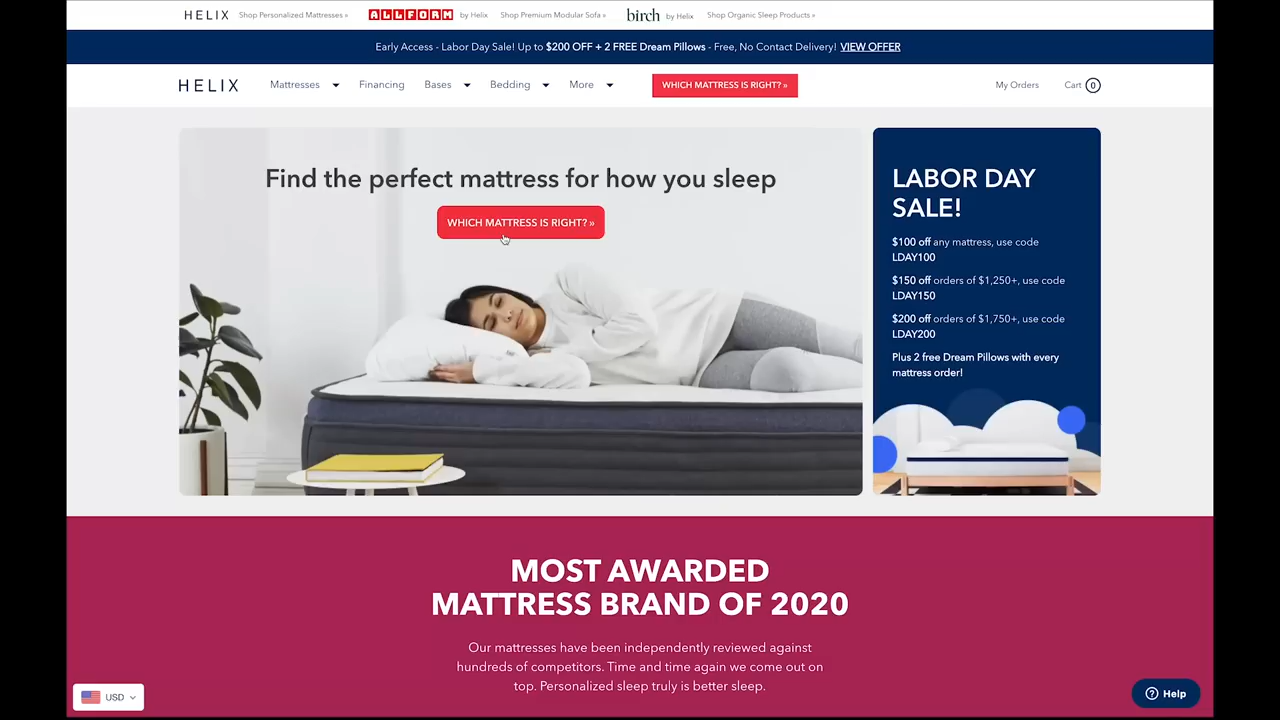 HELIX Shop Personalized Mattresses » ALLFORM by Helix Shop Premium Modular Sofa » birch by Helix Shop Organic Sleep Products »
Early Access - Labor Day Sale! Up to $200 OFF + 2 FREE Dream Pillows - Free, No Contact Delivery! VIEW OFFER
HELIX Mattresses Financing Bases Bedding More WHICH MATTRESS IS RIGHT? » My Orders Cart 0
Find the perfect mattress for how you sleep
WHICH MATTRESS IS RIGHT? »
LABOR DAY
SALE!
$100 off any mattress, use code
LDAY100
$150 off orders of $1,250+, use code
LDAY150
$200 off orders of $1,750+, use code
LDAY200
Plus 2 free Dream Pillows with every
mattress order!
MOST AWARDED
MATTRESS BRAND OF 2020
Our mattresses have been independently reviewed against
hundreds of competitors. Time and time again we come out on
top. Personalized sleep truly is better sleep.
USD
? Help